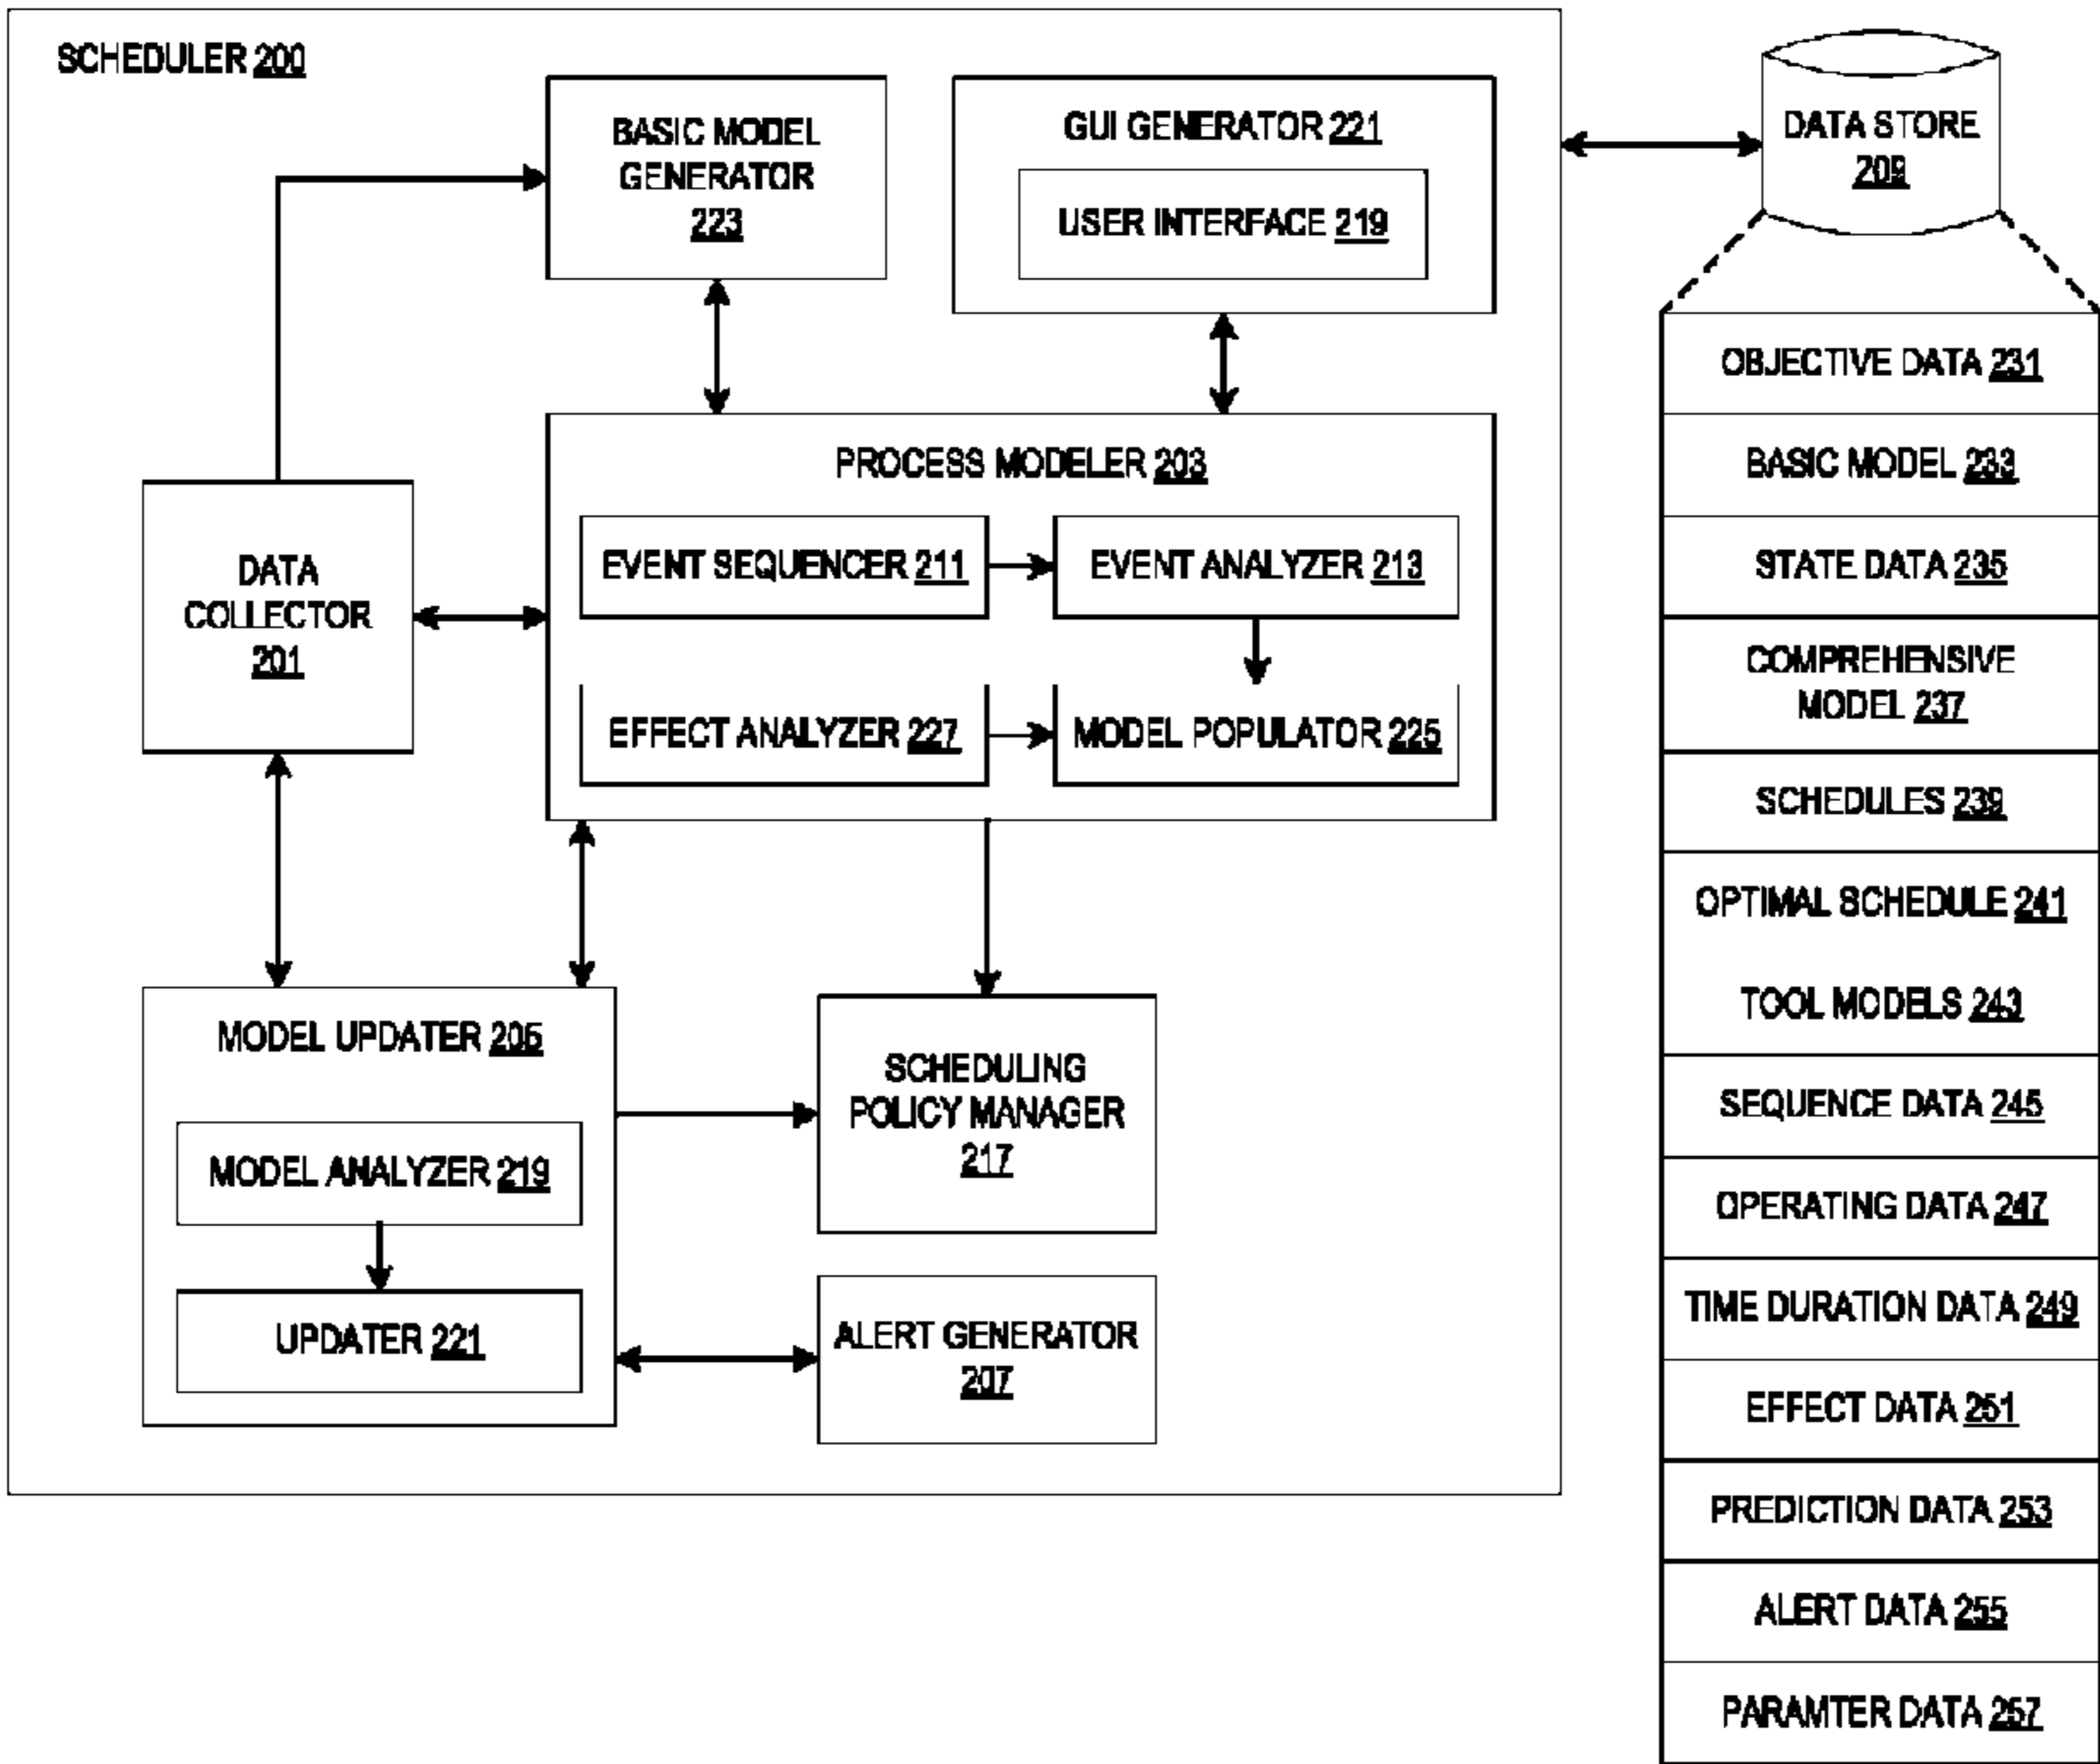 SCHEDULER 200
BASIC MODEL
GENERATOR
223
GUI GENERATOR 221
USER INTERFACE 219
DATA STORE
209
PROCESS MODELER 203
EVENT SEQUENCER 211
EVENT ANALYZER 213
EFFECT ANALYZER 227
MODEL POPULATOR 225
DATA
COLLECTOR
201
MODEL UPDATER 205
MODEL ANALYZER 219
UPDATER 221
SCHEDULING
POLICY MANAGER
217
ALERT GENERATOR
207
OBJECTIVE DATA 231
BASIC MODEL 233
STATE DATA 235
COMPREHENSIVE
MODEL 237
SCHEDULES 239
OPTIMAL SCHEDULE 241
TOOL MODELS 243
SEQUENCE DATA 245
OPERATING DATA 247
TIME DURATION DATA 249
EFFECT DATA 251
PREDICTION DATA 253
ALERT DATA 255
PARAMTER DATA 257